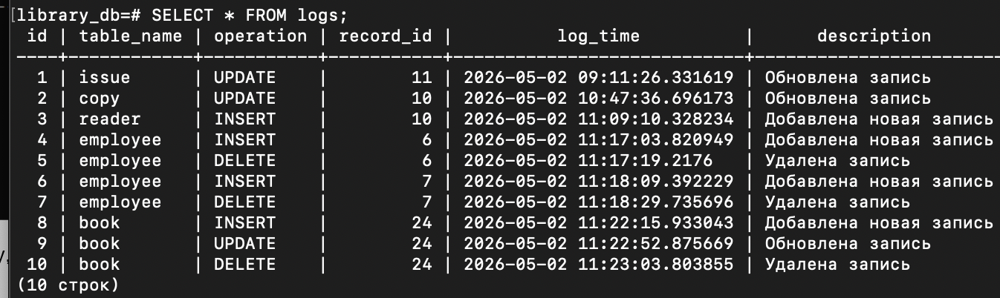 library_db=# SELECT * FROM logs;
 id | table_name | operation | record_id |          log_time          |      description
----+------------+-----------+-----------+----------------------------+------------------------
  1 | issue      | UPDATE    |        11 | 2026-05-02 09:11:26.331619 | Обновлена запись
  2 | copy       | UPDATE    |        10 | 2026-05-02 10:47:36.696173 | Обновлена запись
  3 | reader     | INSERT    |        10 | 2026-05-02 11:09:10.328234 | Добавлена новая запись
  4 | employee   | INSERT    |         6 | 2026-05-02 11:17:03.820949 | Добавлена новая запись
  5 | employee   | DELETE    |         6 | 2026-05-02 11:17:19.2176   | Удалена запись
  6 | employee   | INSERT    |         7 | 2026-05-02 11:18:09.392229 | Добавлена новая запись
  7 | employee   | DELETE    |         7 | 2026-05-02 11:18:29.735696 | Удалена запись
  8 | book       | INSERT    |        24 | 2026-05-02 11:22:15.933043 | Добавлена новая запись
  9 | book       | UPDATE    |        24 | 2026-05-02 11:22:52.875669 | Обновлена запись
 10 | book       | DELETE    |        24 | 2026-05-02 11:23:03.803855 | Удалена запись
(10 строк)